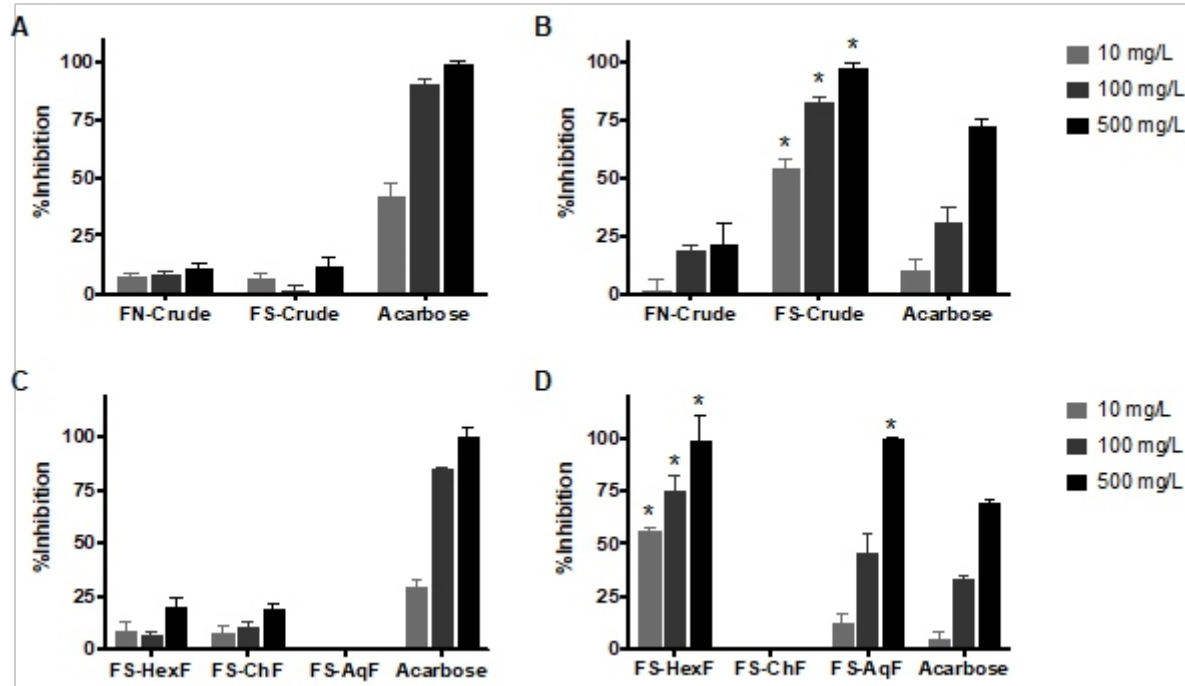 A
%Inhibition
100
75
50
25
0
FN-Crude FS-Crude Acarbose
B
%Inhibition
100
75
50
25
0
* * *
FN-Crude FS-Crude Acarbose
10 mg/L
100 mg/L
500 mg/L
C
%Inhibition
100
75
50
25
0
FS-HexF FS-ChF FS-AqF Acarbose
D
%Inhibition
100
75
50
25
0
* * * *
FS-HexF FS-ChF FS-AqF Acarbose
10 mg/L
100 mg/L
500 mg/L